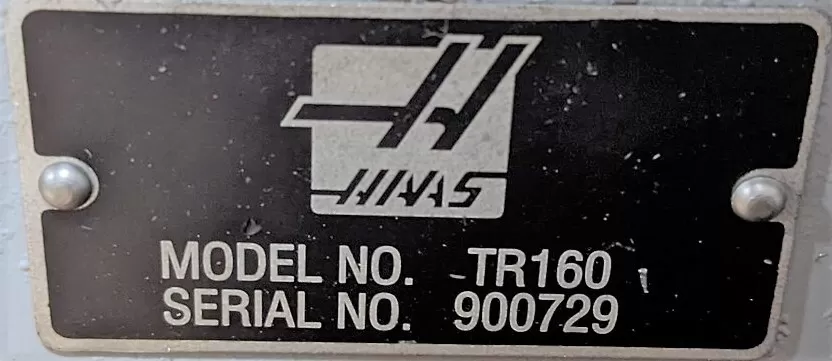 HAAS
MODEL NO. TR160
SERIAL NO. 900729